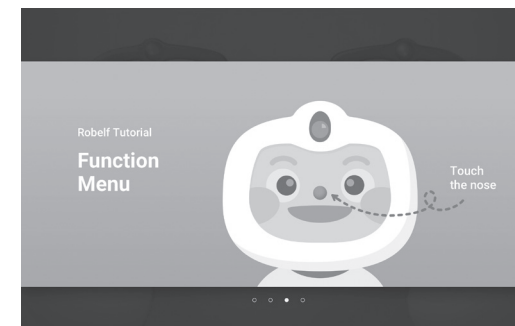 Robelf Tutorial
Function
Menu
Touch
the nose